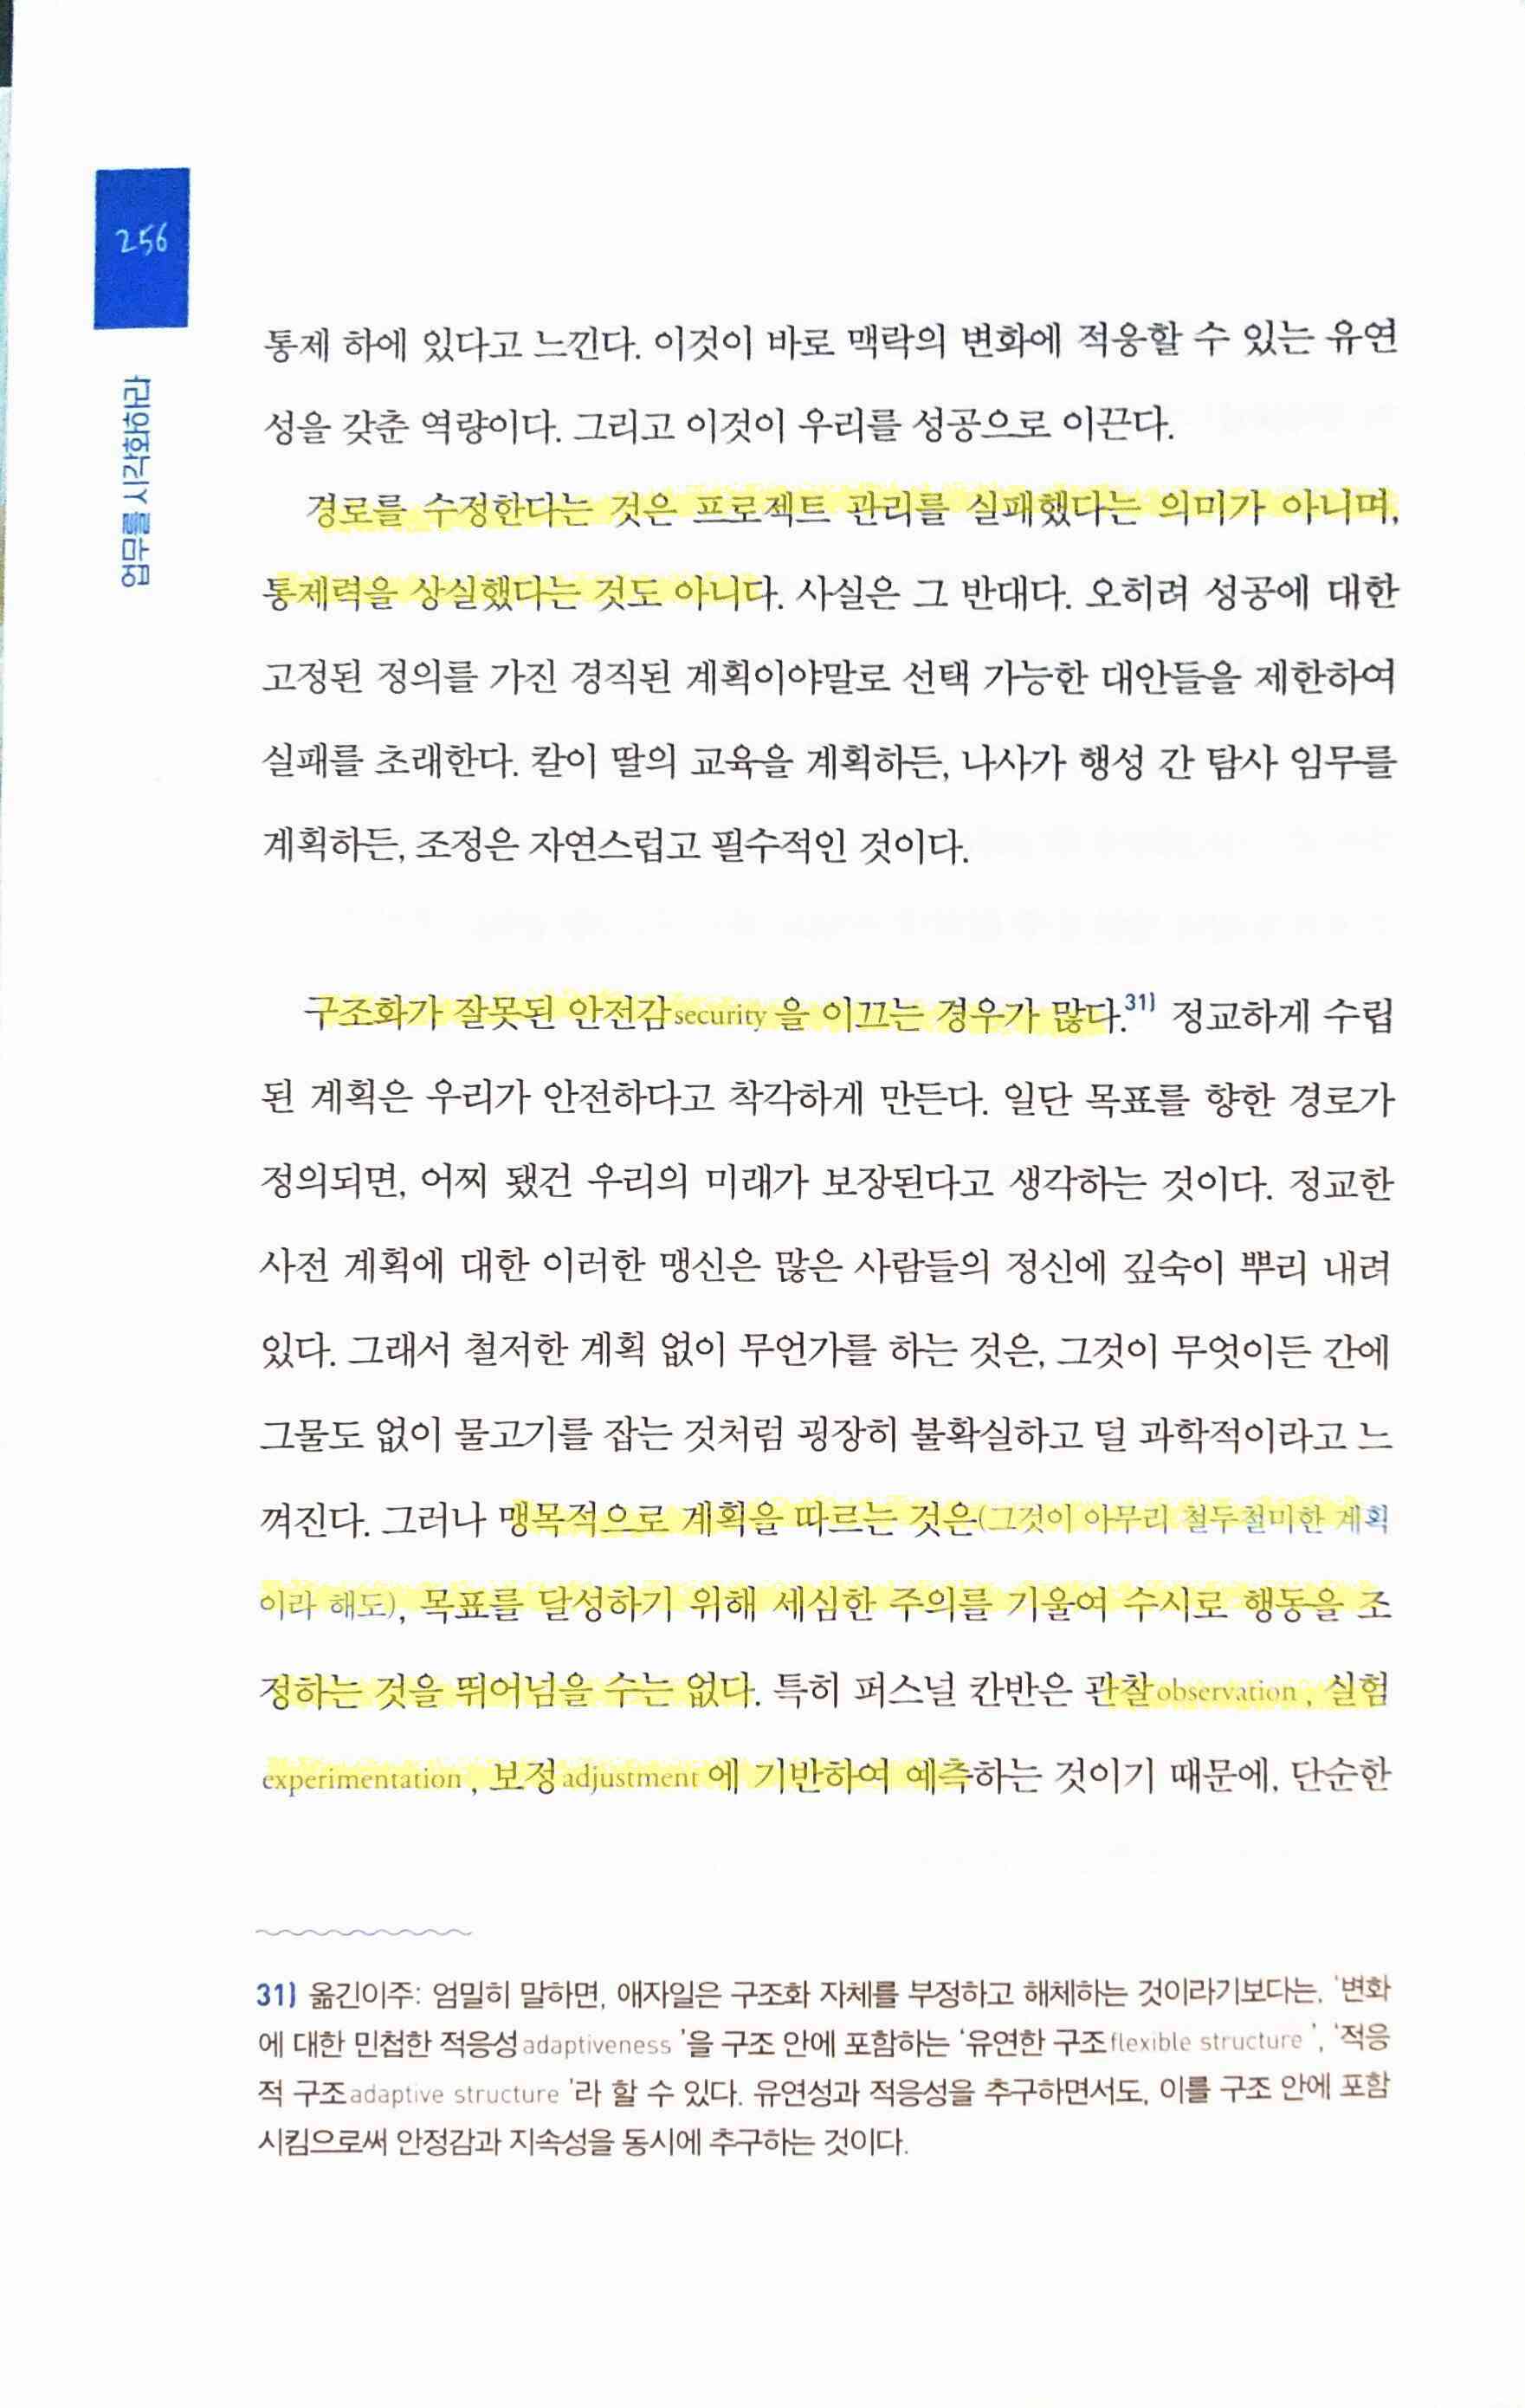 256
업무를 시각화하라
통제 하에 있다고 느낀다. 이것이 바로 맥락의 변화에 적응할 수 있는 유연
성을 갖춘 역량이다. 그리고 이것이 우리를 성공으로 이끈다.
경로를 수정한다는 것은 프로젝트 관리를 실패했다는 의미가 아니며,
통제력을 상실했다는 것도 아니다. 사실은 그 반대다. 오히려 성공에 대한
고정된 정의를 가진 경직된 계획이야말로 선택 가능한 대안들을 제한하여
실패를 초래한다. 칼이 딸의 교육을 계획하든, 나사가 행성 간 탐사 임무를
계획하든, 조정은 자연스럽고 필수적인 것이다.
구조화가 잘못된 안전감security을 이끄는 경우가 많다.31) 정교하게 수립
된 계획은 우리가 안전하다고 착각하게 만든다. 일단 목표를 향한 경로가
정의되면, 어찌 됐건 우리의 미래가 보장된다고 생각하는 것이다. 정교한
사전 계획에 대한 이러한 맹신은 많은 사람들의 정신에 깊숙이 뿌리 내려
있다. 그래서 철저한 계획 없이 무언가를 하는 것은, 그것이 무엇이든 간에
그물도 없이 물고기를 잡는 것처럼 굉장히 불확실하고 덜 과학적이라고 느
껴진다. 그러나 맹목적으로 계획을 따르는 것은(그것이 아무리 철두철미한 계획
이라 해도), 목표를 달성하기 위해 세심한 주의를 기울여 수시로 행동을 조
정하는 것을 뛰어넘을 수는 없다. 특히 퍼스널 칸반은 관찰observation, 실험
experimentation, 보정adjustment에 기반하여 예측하는 것이기 때문에, 단순한
31) 옮긴이주: 엄밀히 말하면, 애자일은 구조화 자체를 부정하고 해체하는 것이라기보다는, '변화
에 대한 민첩한 적응성adaptiveness'을 구조 안에 포함하는 '유연한 구조flexible structure', '적응
적 구조adaptive structure'라 할 수 있다. 유연성과 적응성을 추구하면서도, 이를 구조 안에 포함
시킴으로써 안정감과 지속성을 동시에 추구하는 것이다.